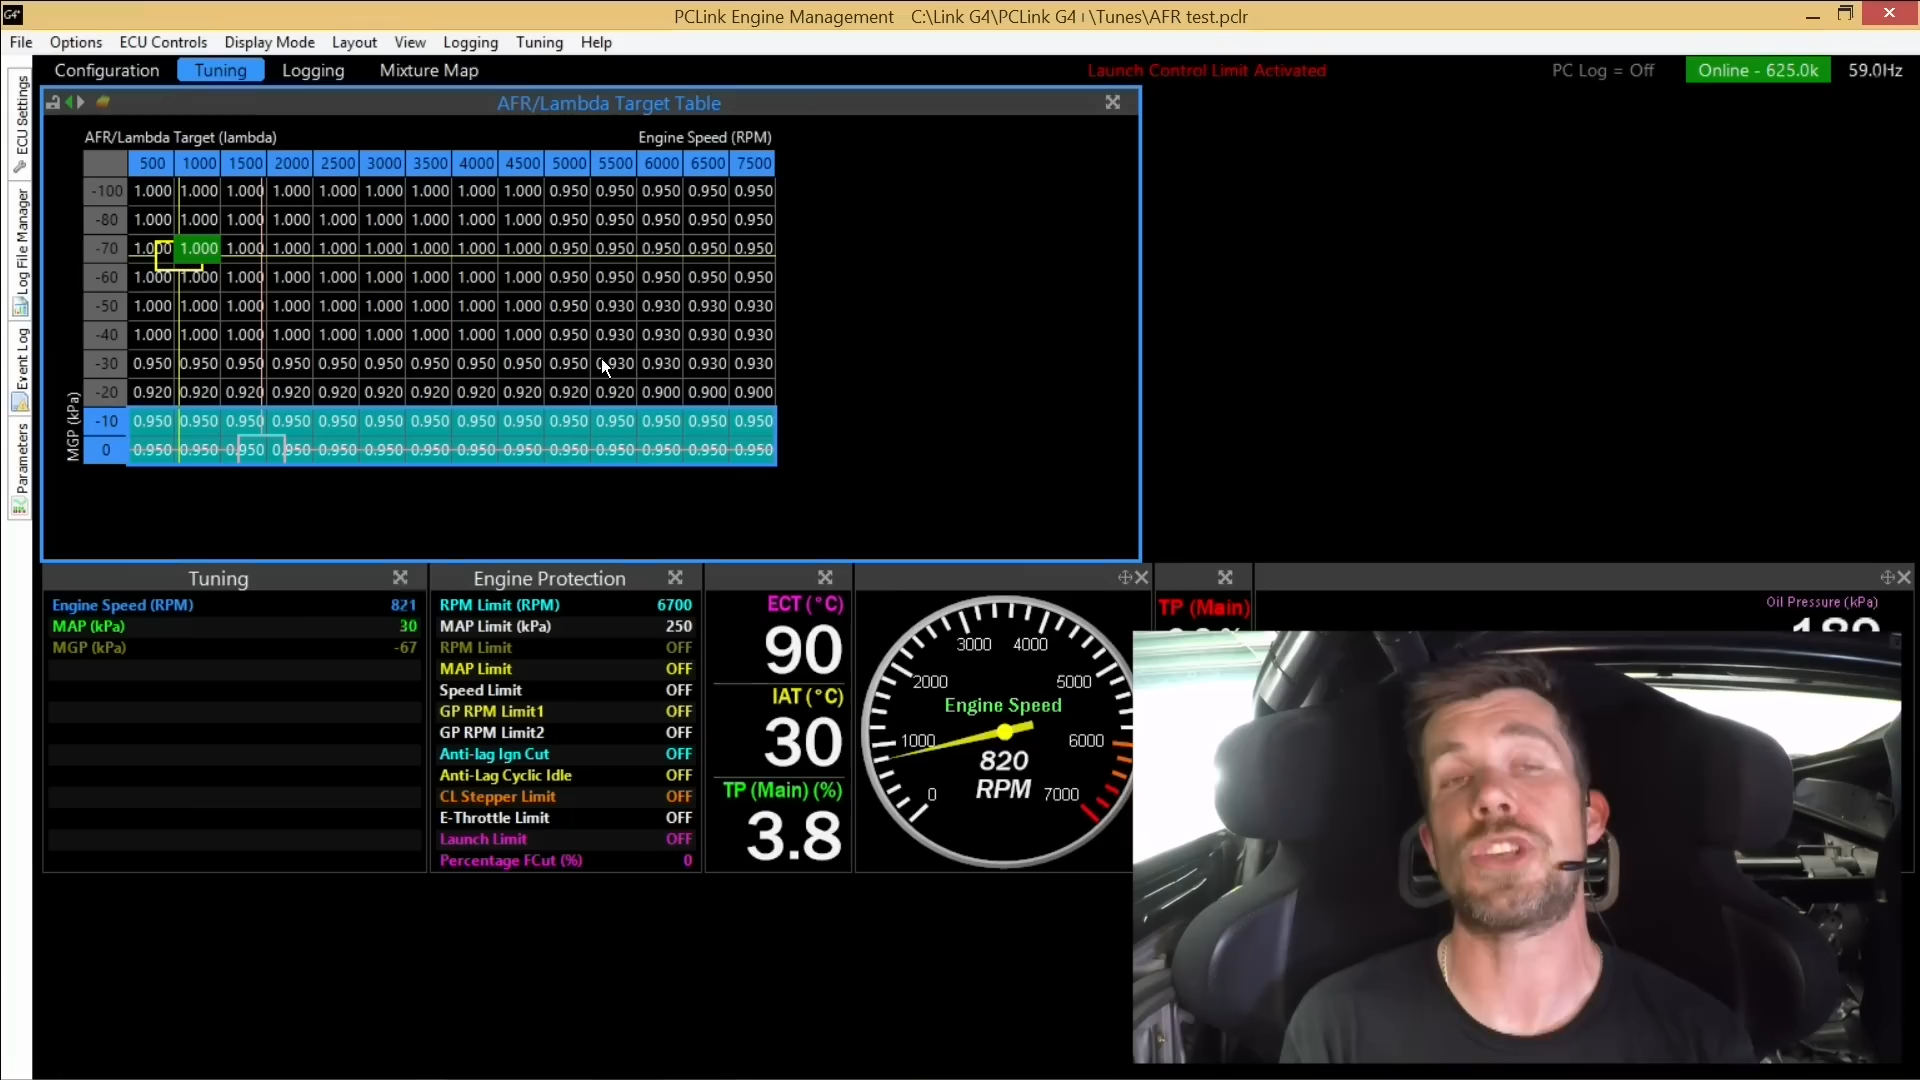 G4+
PCLink Engine Management C:\Link G4\PCLink G4+\Tunes\AFR test.pclr
File Options ECU Controls Display Mode Layout View Logging Tuning Help
Configuration Tuning Logging Mixture Map
Launch Control Limit Activated
PC Log = Off
Online - 625.0k
59.0Hz
ECU Settings
Log File Manager
Event Log
Parameters
AFR/Lambda Target Table
AFR/Lambda Target (lambda) Engine Speed (RPM)
500 1000 1500 2000 2500 3000 3500 4000 4500 5000 5500 6000 6500 7500
-100 1.000 1.000 1.000 1.000 1.000 1.000 1.000 1.000 1.000 0.950 0.950 0.950 0.950 0.950
-80 1.000 1.000 1.000 1.000 1.000 1.000 1.000 1.000 1.000 0.950 0.950 0.950 0.950 0.950
-70 1.000 1.000 1.000 1.000 1.000 1.000 1.000 1.000 1.000 0.950 0.950 0.950 0.950 0.950
-60 1.000 1.000 1.000 1.000 1.000 1.000 1.000 1.000 1.000 0.950 0.950 0.950 0.950 0.950
-50 1.000 1.000 1.000 1.000 1.000 1.000 1.000 1.000 1.000 0.950 0.930 0.930 0.930 0.930
-40 1.000 1.000 1.000 1.000 1.000 1.000 1.000 1.000 1.000 0.950 0.930 0.930 0.930 0.930
-30 0.950 0.950 0.950 0.950 0.950 0.950 0.950 0.950 0.950 0.950 0.930 0.930 0.930 0.930
-20 0.920 0.920 0.920 0.920 0.920 0.920 0.920 0.920 0.920 0.920 0.920 0.900 0.900 0.900
-10 0.950 0.950 0.950 0.950 0.950 0.950 0.950 0.950 0.950 0.950 0.950 0.950 0.950 0.950
0 0.950 0.950 0.950 0.950 0.950 0.950 0.950 0.950 0.950 0.950 0.950 0.950 0.950 0.950
MGP (kPa)
Tuning
Engine Speed (RPM) 821
MAP (kPa) 30
MGP (kPa) -67
Engine Protection
RPM Limit (RPM) 6700
MAP Limit (kPa) 250
RPM Limit OFF
MAP Limit OFF
Speed Limit OFF
GP RPM Limit1 OFF
GP RPM Limit2 OFF
Anti-lag Ign Cut OFF
Anti-Lag Cyclic Idle OFF
CL Stepper Limit OFF
E-Throttle Limit OFF
Launch Limit OFF
Percentage FCut (%) 0
ECT (°C)
90
IAT (°C)
30
TP (Main) (%)
3.8
0 1000 2000 3000 4000 5000 6000 7000
Engine Speed
820
RPM
TP (Main)
Oil Pressure (kPa)